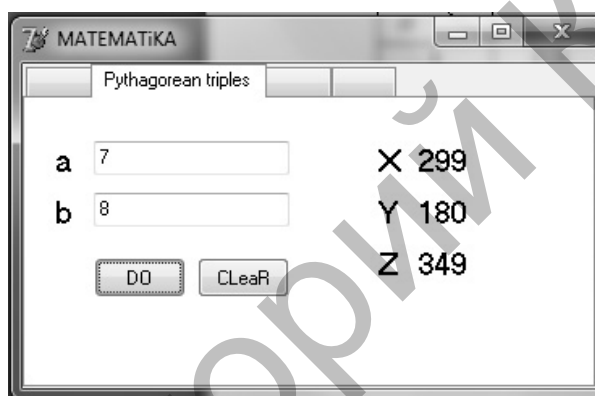 MATEMATiKA
Pythagorean triples
a 7 X 299
b 8 Y 180
Z 349
DO CLeaR